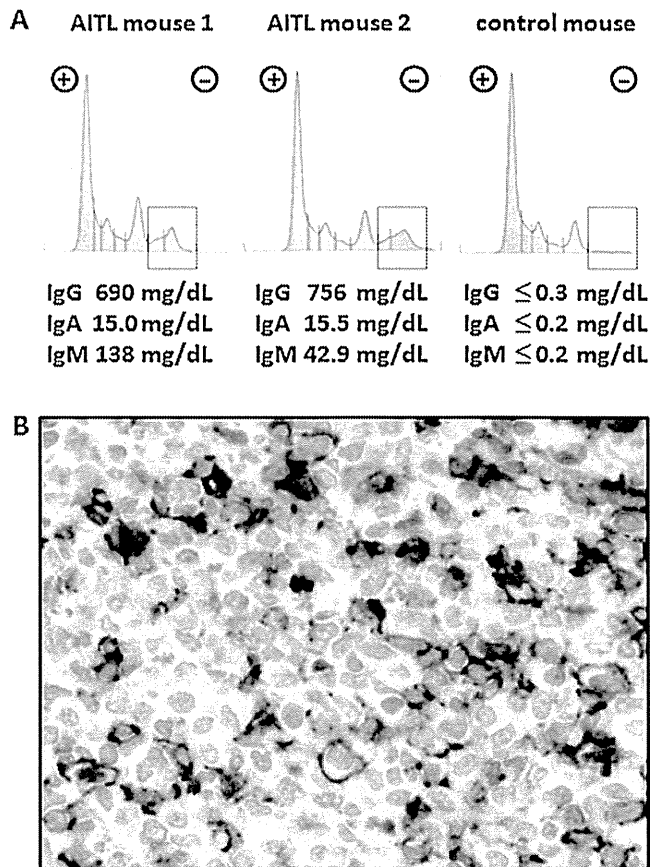 A
AITL mouse 1 AITL mouse 2 control mouse
+ − + − + −
IgG 690 mg/dL IgG 756 mg/dL IgG ≤0.3 mg/dL
IgA 15.0 mg/dL IgA 15.5 mg/dL IgA ≤0.2 mg/dL
IgM 138 mg/dL IgM 42.9 mg/dL IgM ≤0.2 mg/dL
B